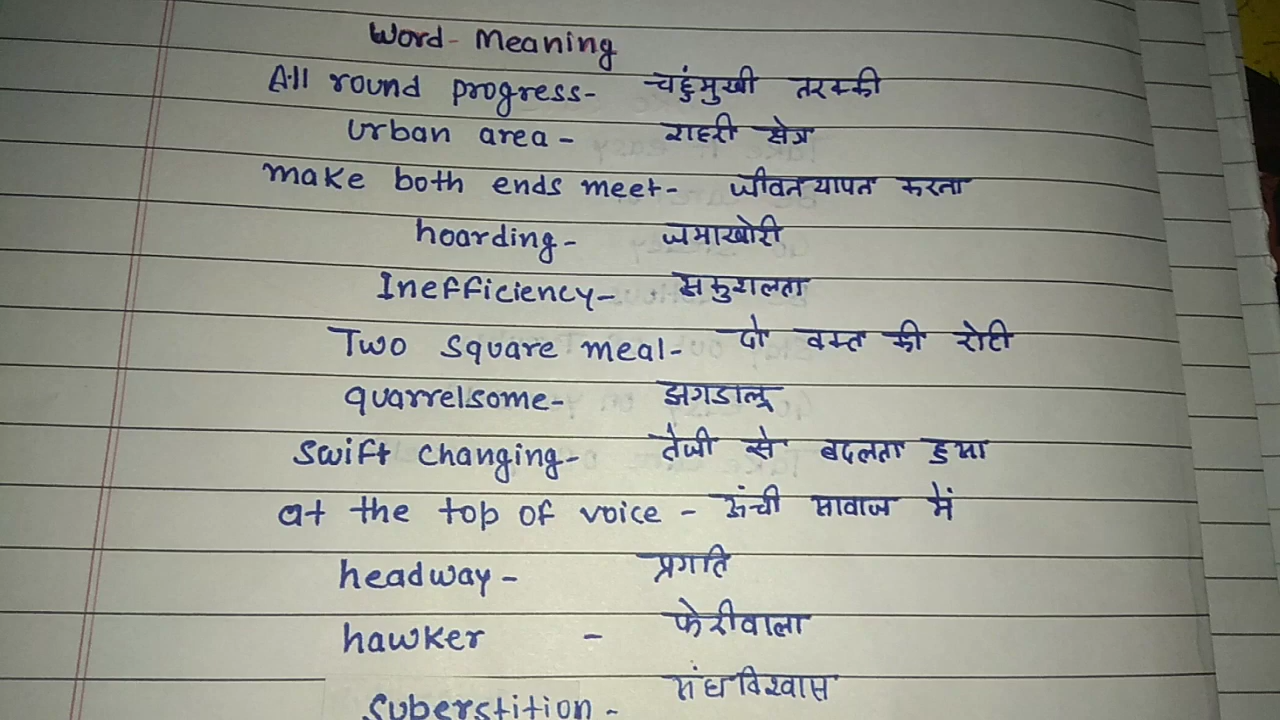 Word - Meaning
All round progress- चहुंमुखी तरक्की
urban area - शहरी क्षेत्र
make both ends meet- जीवनयापन करना
hoarding- जमाखोरी
Inefficiency- अकुशलता
Two square meal- दो वक्त की रोटी
quarrelsome- झगडालू
swift changing- तेजी से बदलता हुआ
at the top of voice - ऊंची आवाज में
headway- प्रगति
hawker - फेरीवाला
suberstition - अंधविश्वास